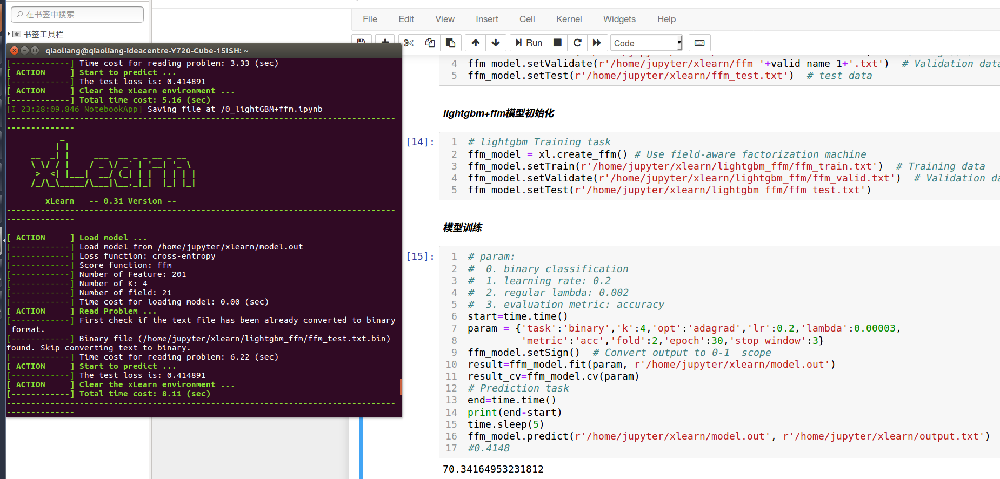 在书签中搜索
书签工具栏
qiaoliang@qiaoliang-ideacentre-Y720-Cube-15ISH: ~
[------------] Time cost for reading problem: 3.33 (sec)
[ ACTION     ] Start to predict ...
[------------] The test loss is: 0.414891
[ ACTION     ] Clear the xLearn environment ...
[------------] Total time cost: 5.16 (sec)
[I 23:28:09.846 NotebookApp] Saving file at /0_lightGBM+ffm.ipynb
--------------------------------------------------------------------------------
--------------
xLearn
xLearn   -- 0.31 Version --
--------------------------------------------------------------------------------
--------------
[ ACTION     ] Load model ...
[------------] Load model from /home/jupyter/xlearn/model.out
[------------] Loss function: cross-entropy
[------------] Score function: ffm
[------------] Number of Feature: 201
[------------] Number of K: 4
[------------] Number of field: 21
[------------] Time cost for loading model: 0.00 (sec)
[ ACTION     ] Read Problem ...
[------------] First check if the text file has been already converted to binary
 format.
[------------] Binary file (/home/jupyter/xlearn/lightgbm_ffm/ffm_test.txt.bin)
found. Skip converting text to binary.
[------------] Time cost for reading problem: 6.22 (sec)
[ ACTION     ] Start to predict ...
[------------] The test loss is: 0.414891
[ ACTION     ] Clear the xLearn environment ...
[------------] Total time cost: 8.11 (sec)
--------------------------------------------------------------------------------
--------------
File Edit View Insert Cell Kernel Widgets Help
Run Code
4 ffm_model.setValidate(r'/home/jupyter/xlearn/ffm_'+valid_name_1+'.txt')  # Validation data
5 ffm_model.setTest(r'/home/jupyter/xlearn/ffm_test.txt')  # test data
lightgbm+ffm模型初始化
[14]:
1 # lightgbm Training task
2 ffm_model = xl.create_ffm() # Use field-aware factorization machine
3 ffm_model.setTrain(r'/home/jupyter/xlearn/lightgbm_ffm/ffm_train.txt')  # Training data
4 ffm_model.setValidate(r'/home/jupyter/xlearn/lightgbm_ffm/ffm_valid.txt')  # Validation da
5 ffm_model.setTest(r'/home/jupyter/xlearn/lightgbm_ffm/ffm_test.txt')
模型训练
[15]:
1 # param:
2 #  0. binary classification
3 #  1. learning rate: 0.2
4 #  2. regular lambda: 0.002
5 #  3. evaluation metric: accuracy
6 start=time.time()
7 param = {'task':'binary','k':4,'opt':'adagrad','lr':0.2,'lambda':0.00003,
8          'metric':'acc','fold':2,'epoch':30,'stop_window':3}
9 ffm_model.setSign()  # Convert output to 0-1  scope
10 result=ffm_model.fit(param, r'/home/jupyter/xlearn/model.out')
11 result_cv=ffm_model.cv(param)
12 # Prediction task
13 end=time.time()
14 print(end-start)
15 time.sleep(5)
16 ffm_model.predict(r'/home/jupyter/xlearn/model.out', r'/home/jupyter/xlearn/output.txt')
17 #0.4148
70.34164953231812